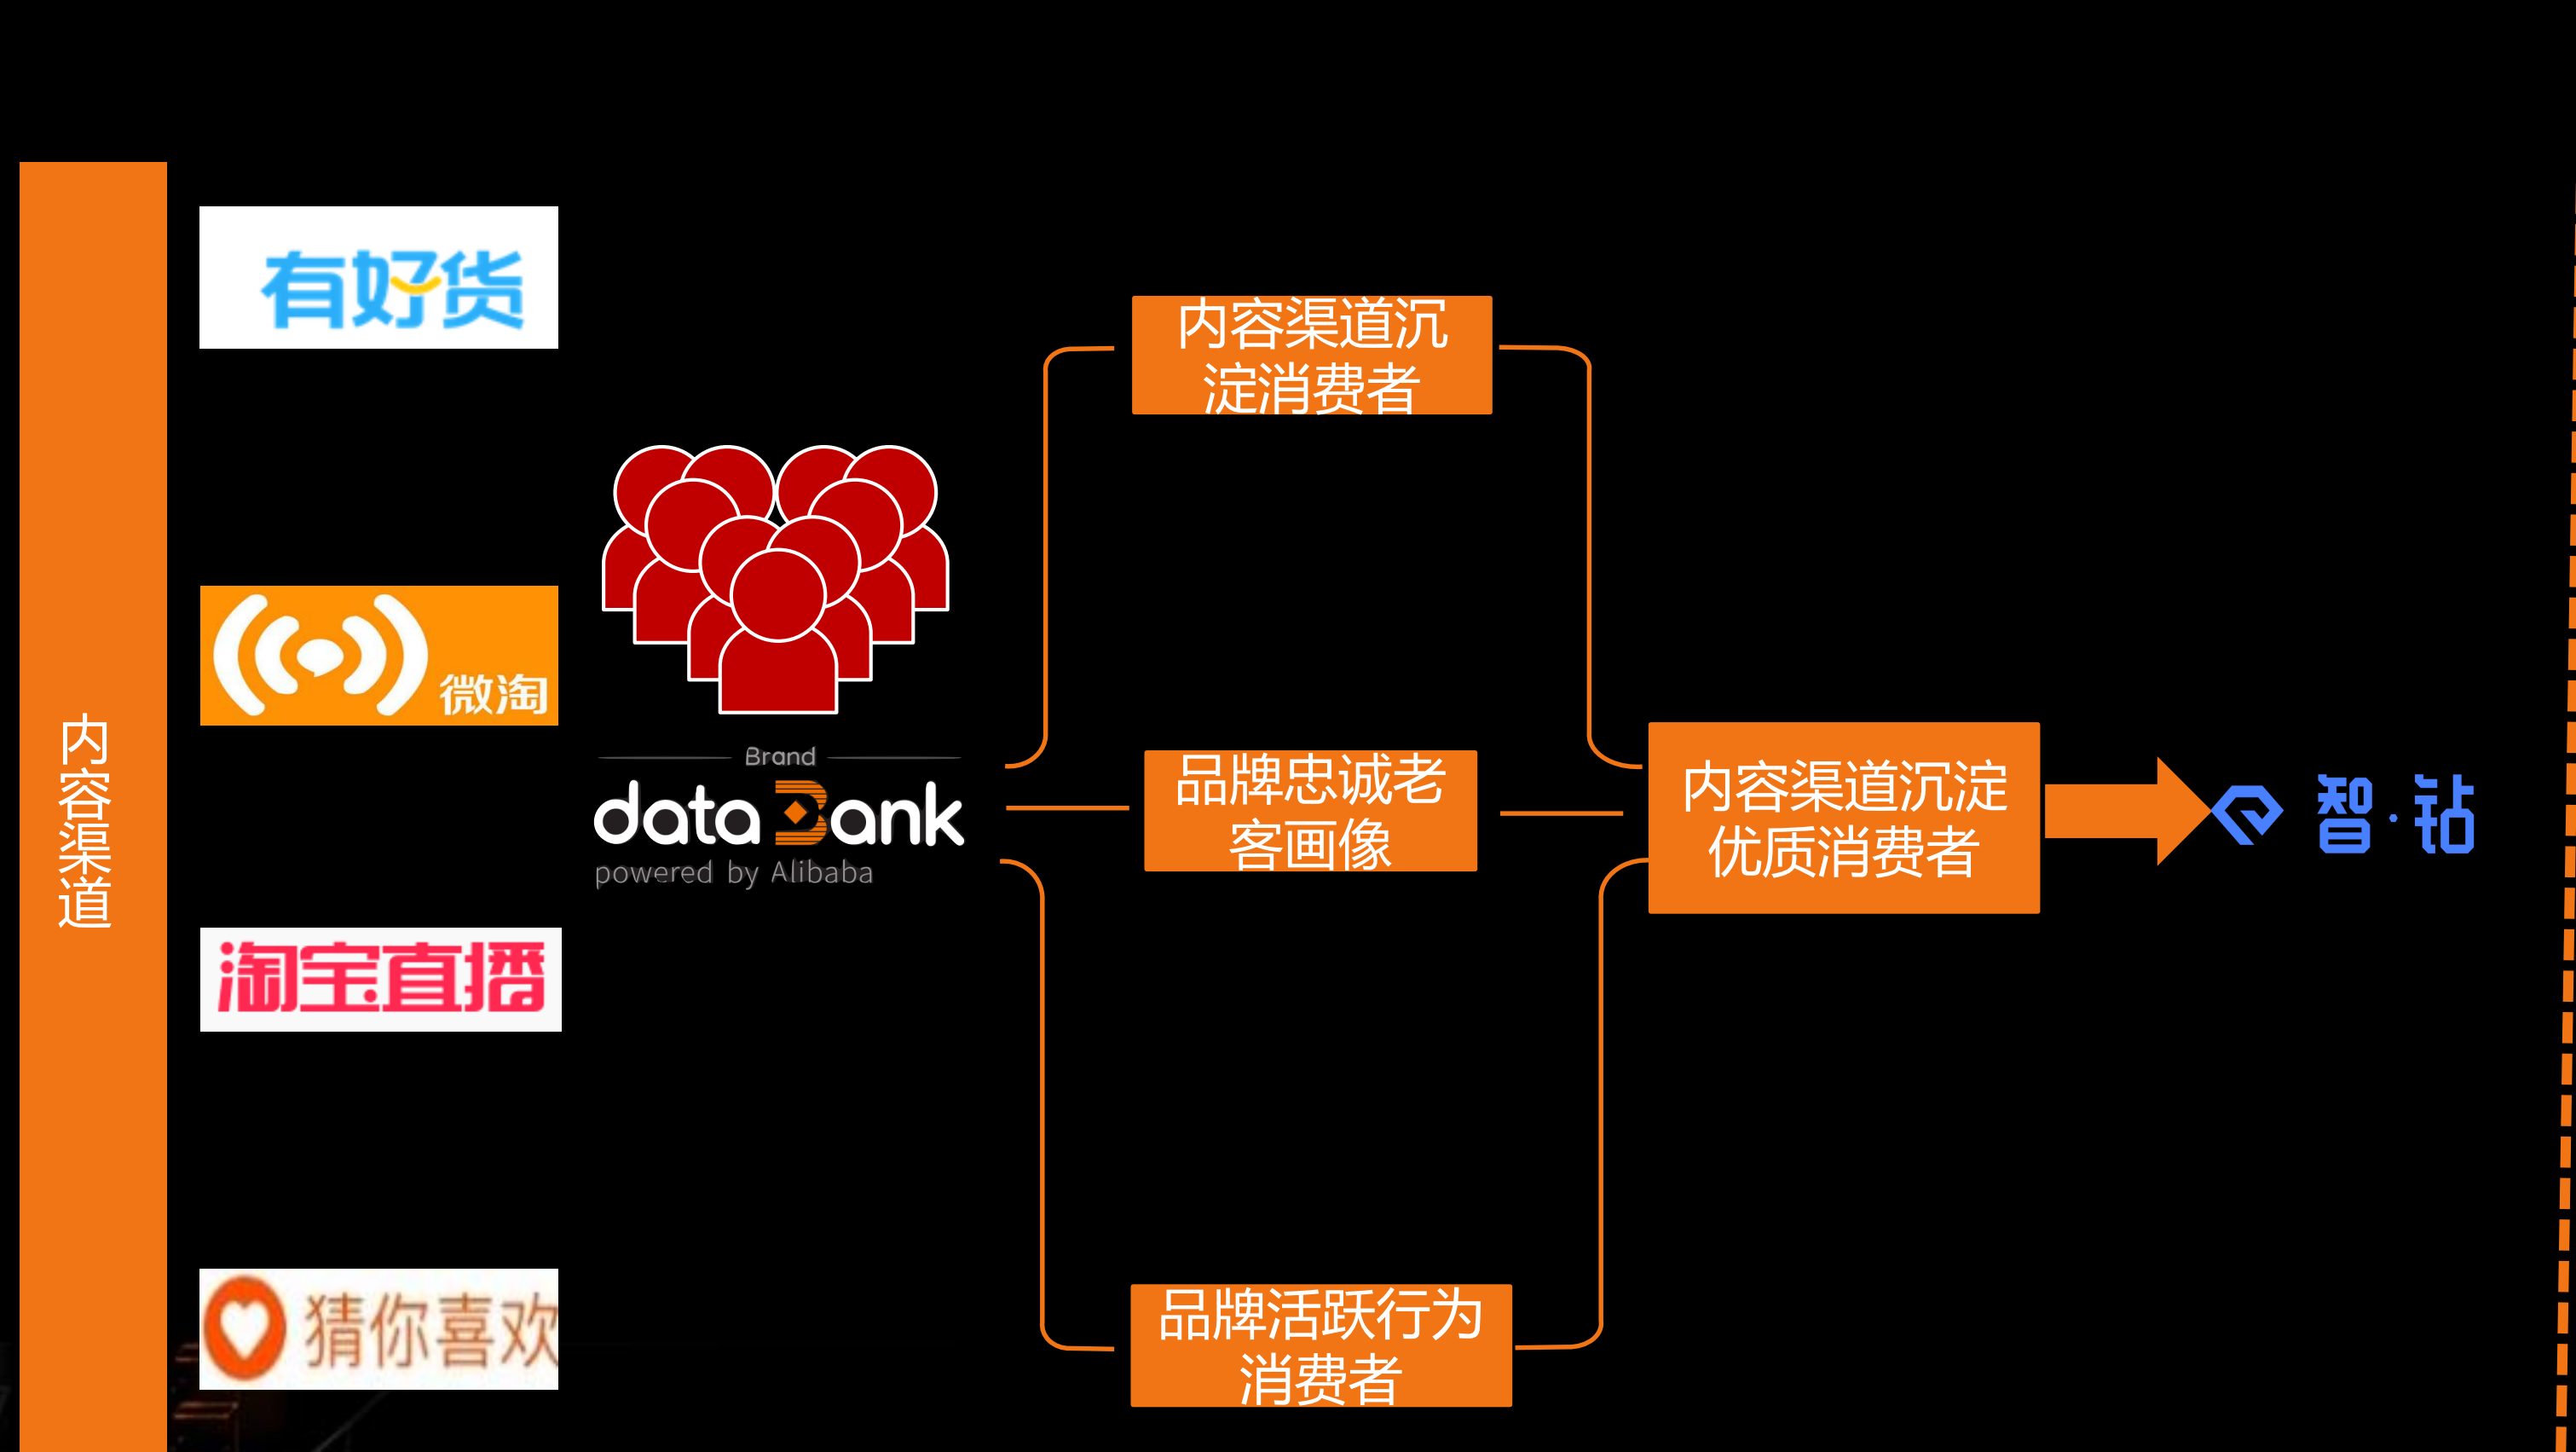 内容渠道
有好货
微淘
淘宝直播
猜你喜欢
Brand
dataBank
powered by Alibaba
内容渠道沉
淀消费者
品牌忠诚老
客画像
品牌活跃行为
消费者
内容渠道沉淀
优质消费者
智·钻